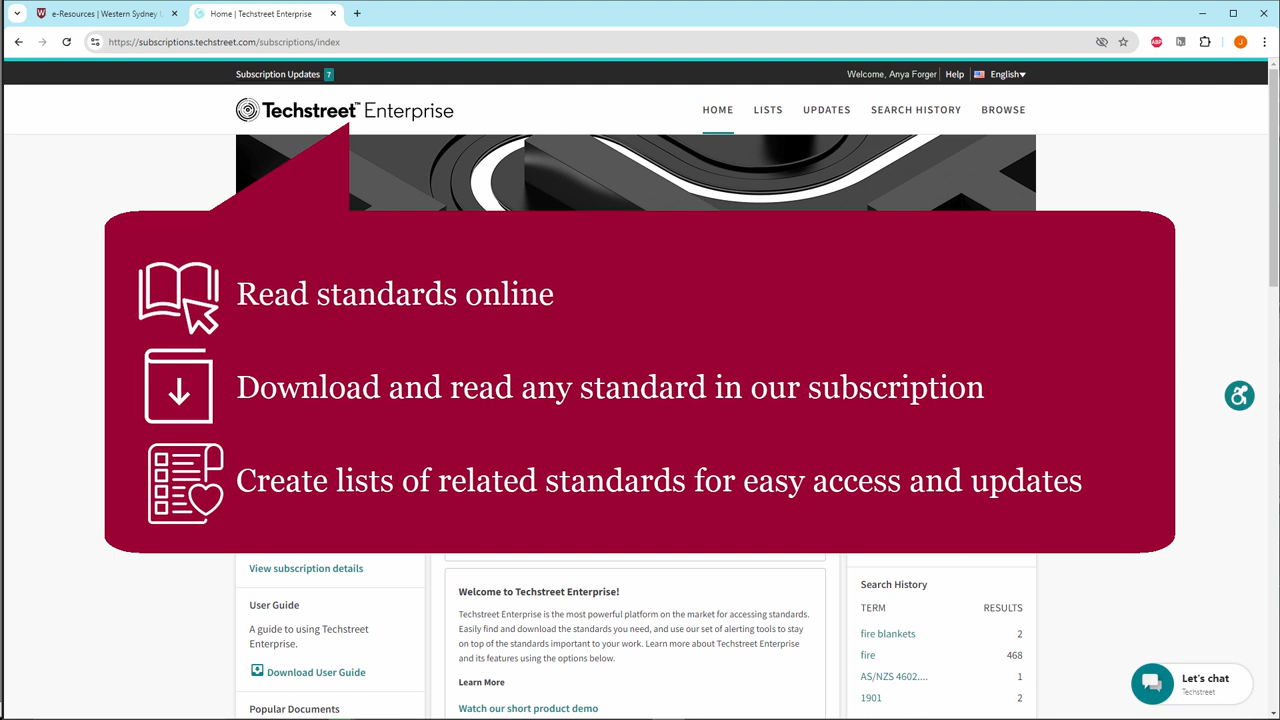 e-Resources | Western Sydney
Home | Techstreet Enterprise
https://subscriptions.techstreet.com/subscriptions/index
Subscription Updates 7
Welcome, Anya Forger
Help
English
Techstreet™ Enterprise
HOME
LISTS
UPDATES
SEARCH HISTORY
BROWSE
Read standards online
Download and read any standard in our subscription
Create lists of related standards for easy access and updates
View subscription details
User Guide
A guide to using Techstreet
Enterprise.
Download User Guide
Popular Documents
Welcome to Techstreet Enterprise!
Techstreet Enterprise is the most powerful platform on the market for accessing standards.
Easily find and download the standards you need, and use our set of alerting tools to stay
on top of the standards important to your work. Learn more about Techstreet Enterprise
and its features using the options below.
Learn More
Watch our short product demo
Search History
TERM RESULTS
fire blankets 2
fire 468
AS/NZS 4602.... 1
1901 2
Let's chat
Techstreet
ABP
J